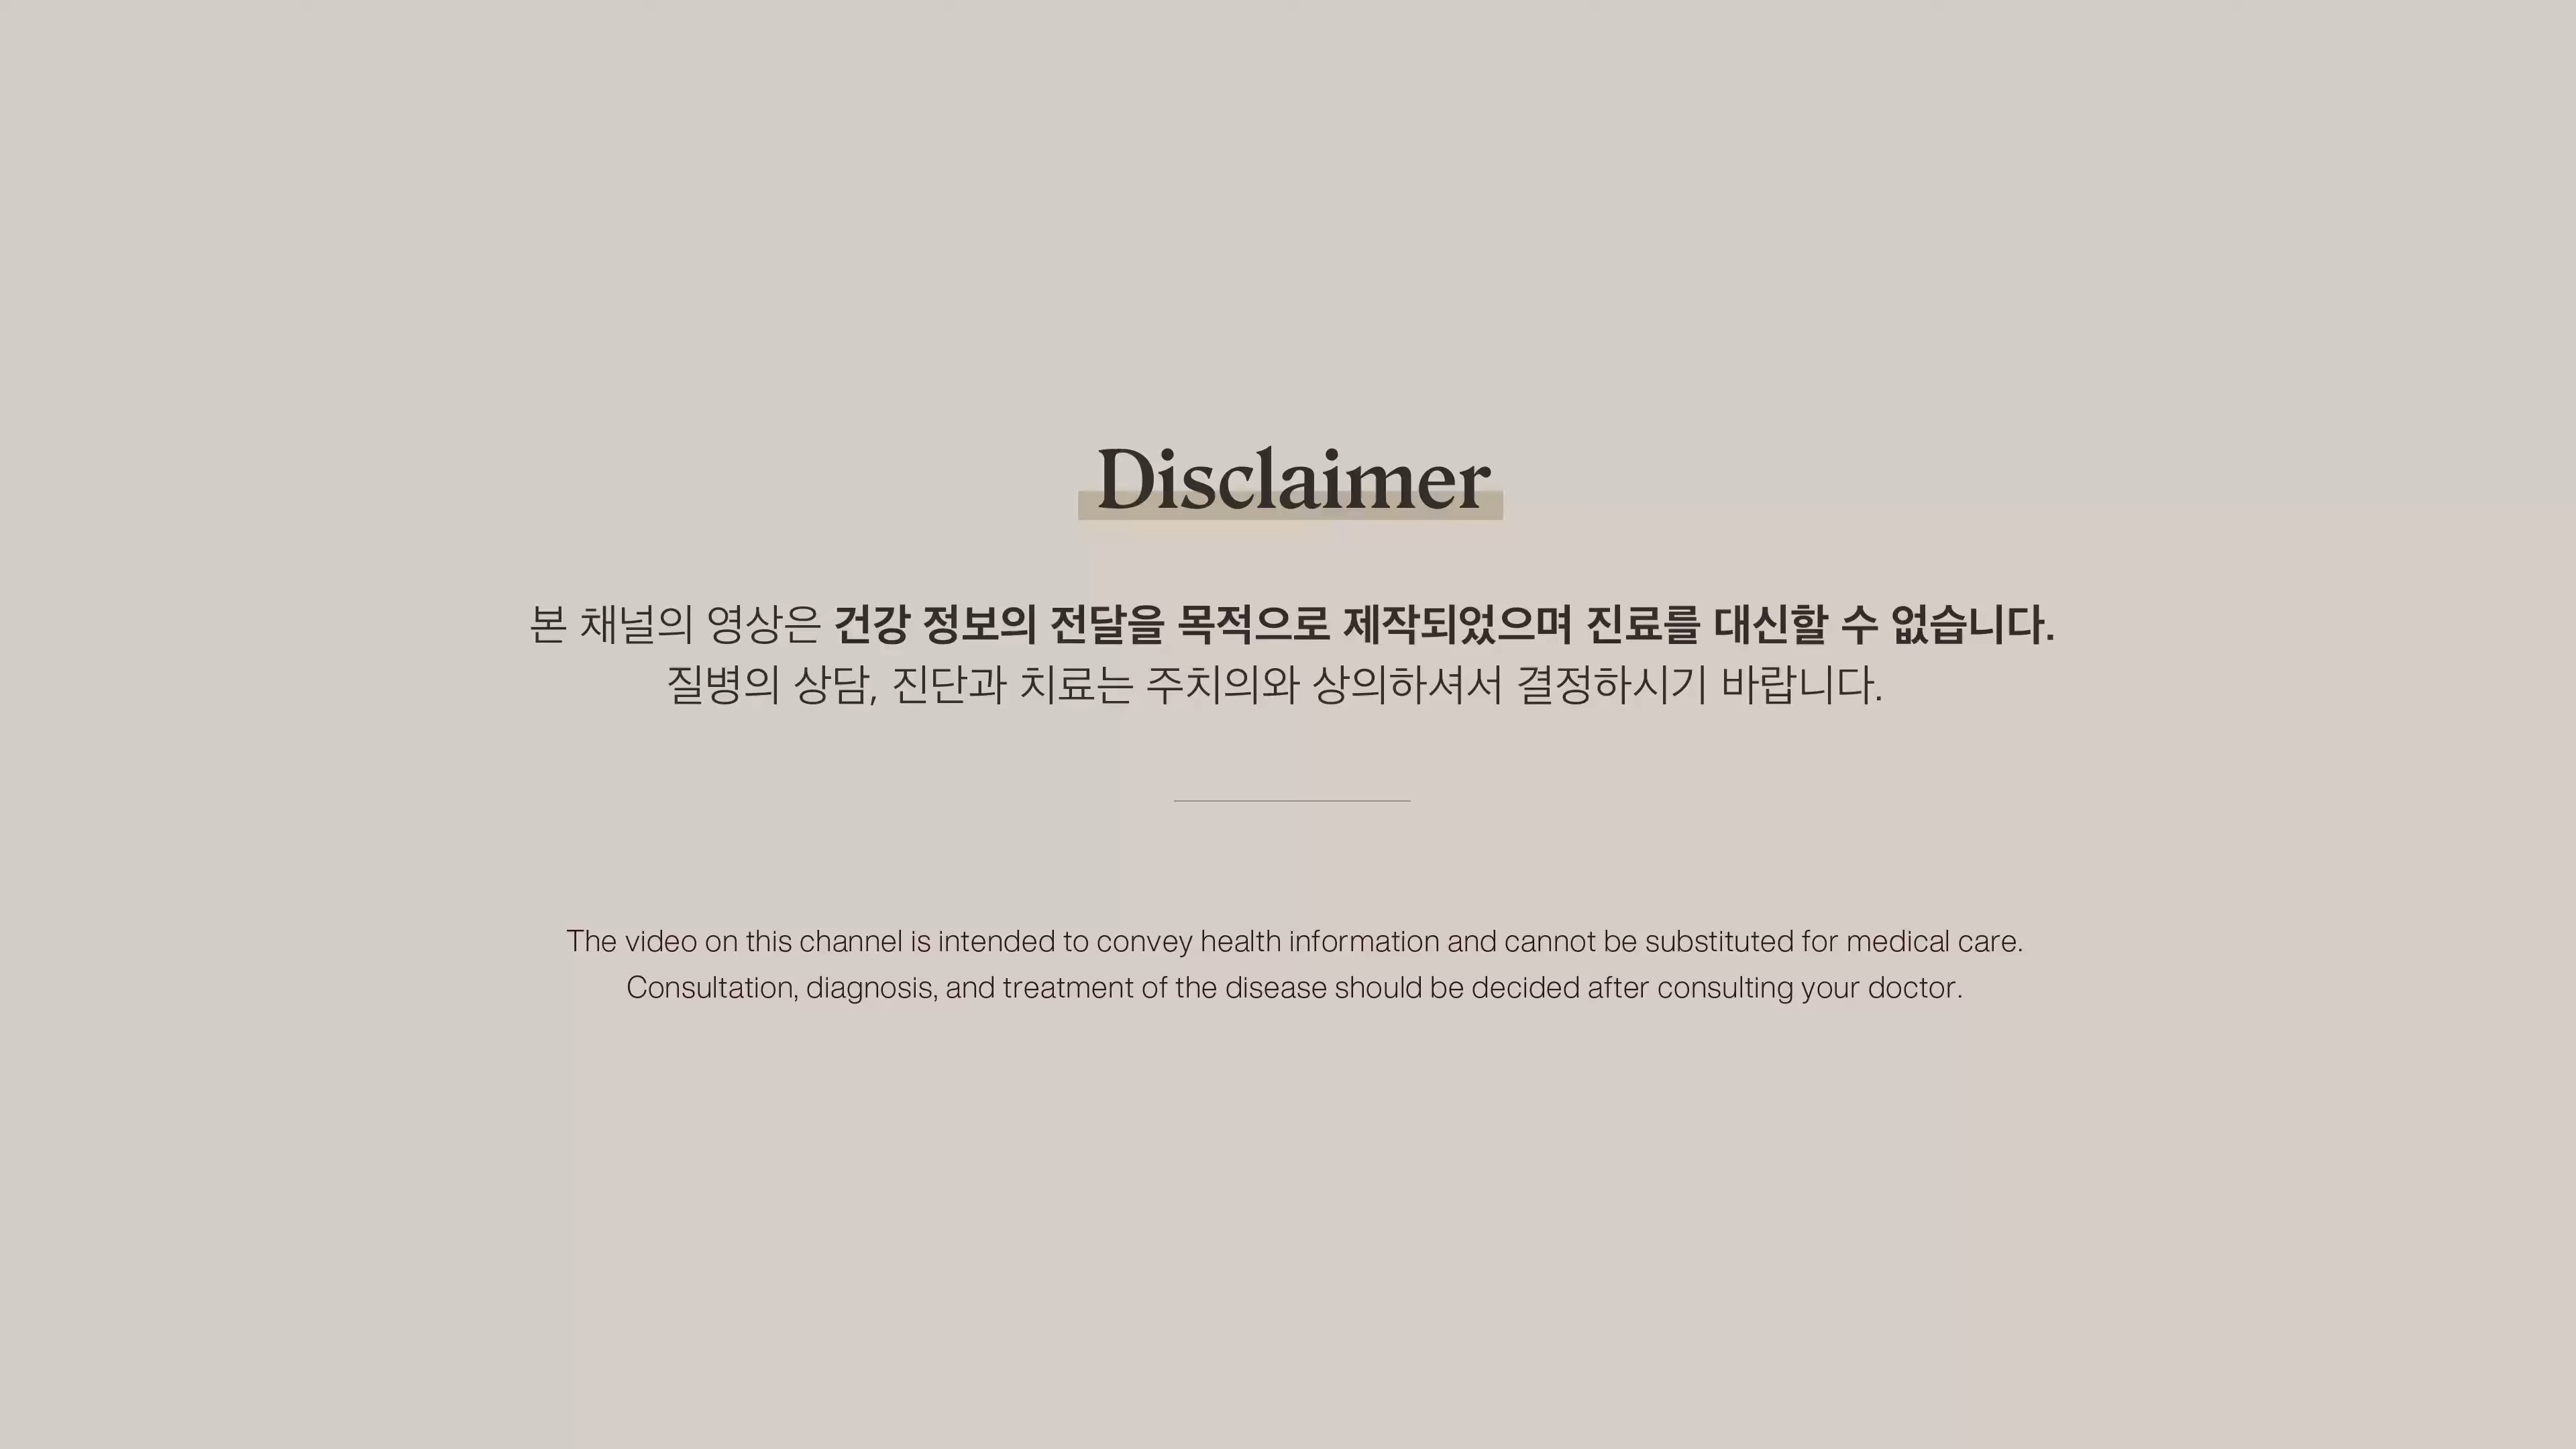 Disclaimer
본 채널의 영상은 건강 정보의 전달을 목적으로 제작되었으며 진료를 대신할 수 없습니다.
질병의 상담, 진단과 치료는 주치의와 상의하셔서 결정하시기 바랍니다.
The video on this channel is intended to convey health information and cannot be substituted for medical care.
Consultation, diagnosis, and treatment of the disease should be decided after consulting your doctor.